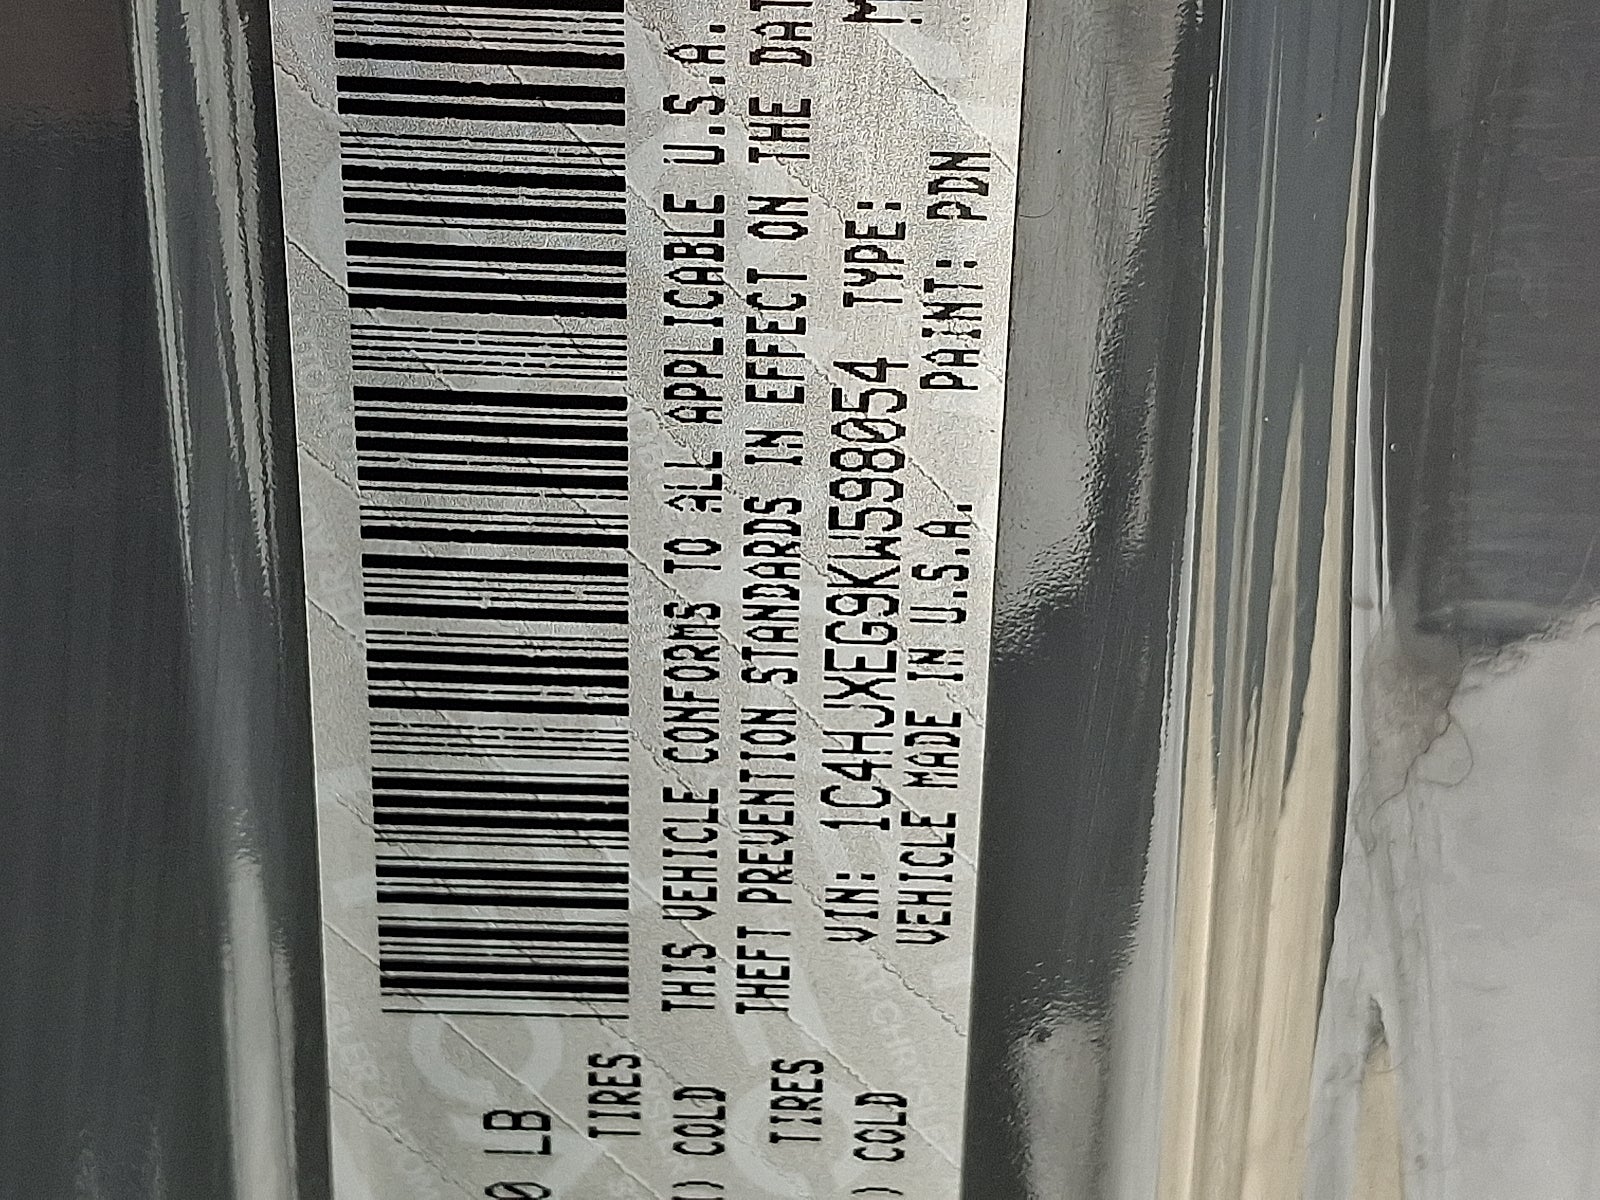 0 LB
TIRES
) COLD
TIRES
) COLD
THIS VEHICLE CONFORMS TO ALL APPLICABLE U.S.A.
THEFT PREVENTION STANDARDS IN EFFECT ON THE DAT
VIN: 1C4HJXEG9KW598054 TYPE:
VEHICLE MADE IN U.S.A. PAINT: PDN